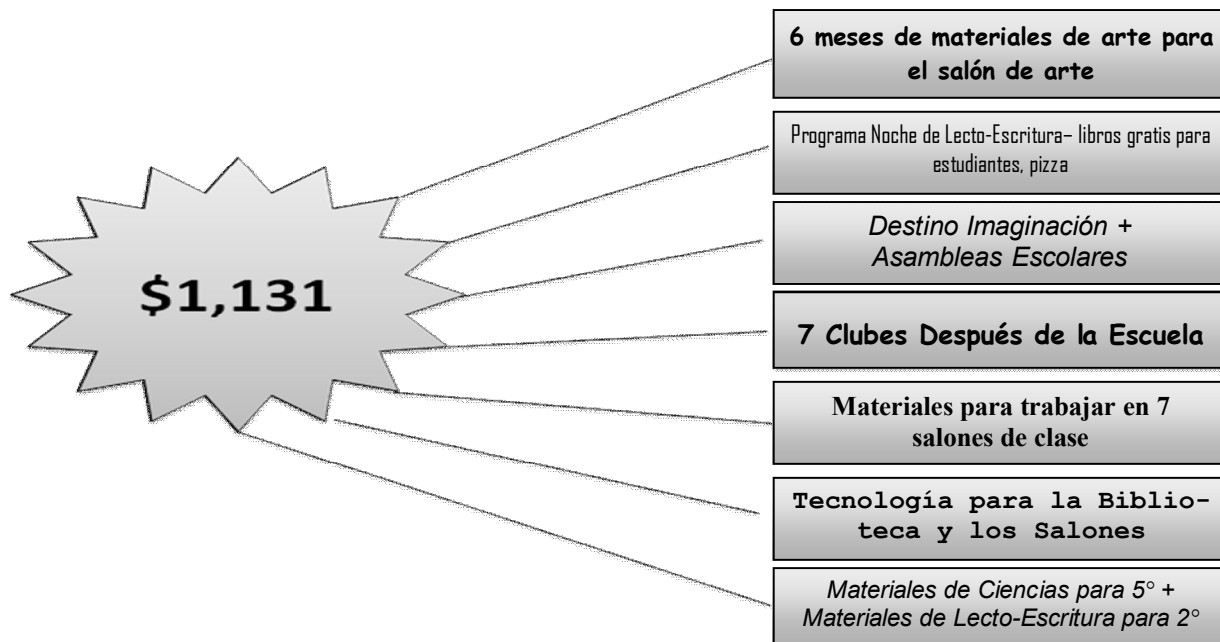 $1,131
6 meses de materiales de arte para
el salón de arte
Programa Noche de Lecto-Escritura– libros gratis para
estudiantes, pizza
Destino Imaginación +
Asambleas Escolares
7 Clubes Después de la Escuela
Materiales para trabajar en 7
salones de clase
Tecnología para la Biblio-
teca y los Salones
Materiales de Ciencias para 5° +
Materiales de Lecto-Escritura para 2°